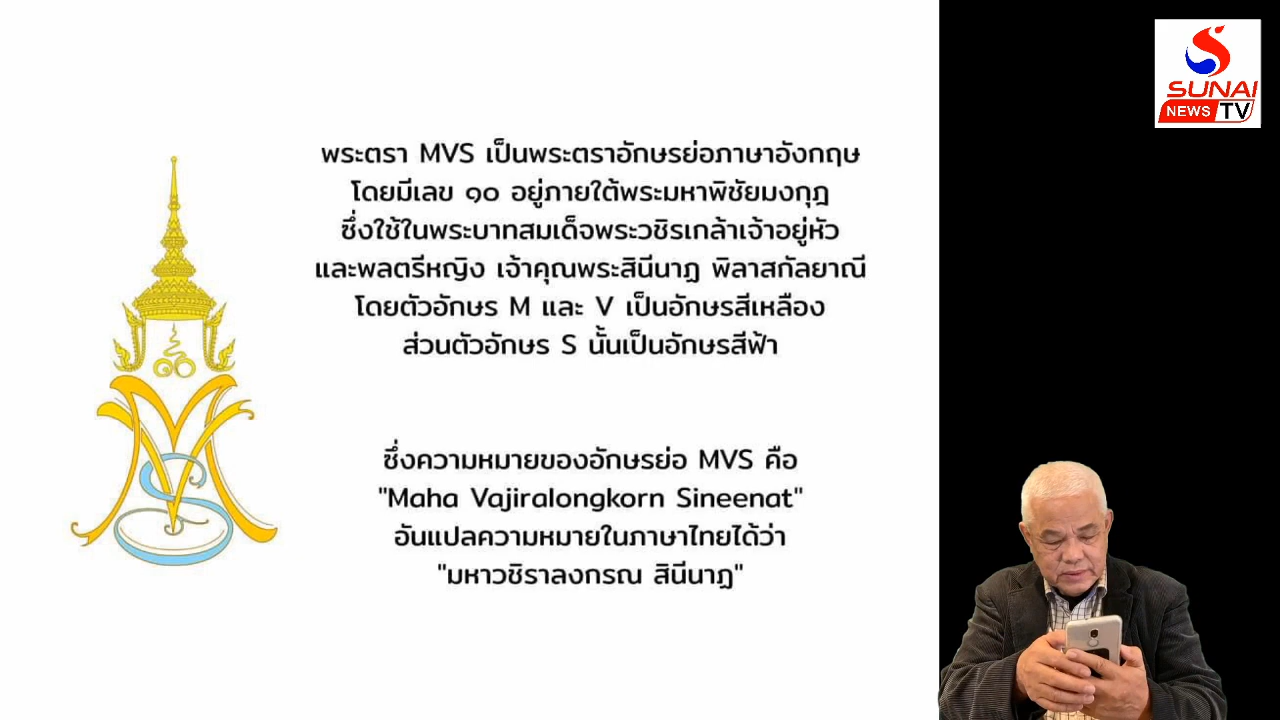 พระตรา MVS เป็นพระตราอักษรย่อภาษาอังกฤษ
โดยมีเลข ๑๐ อยู่ภายใต้พระมหาพิชัยมงกุฎ
ซึ่งใช้ในพระบาทสมเด็จพระวชิรเกล้าเจ้าอยู่หัว
และพลตรีหญิง เจ้าคุณพระสินีนาฏ พิลาสกัลยาณี
โดยตัวอักษร M และ V เป็นอักษรสีเหลือง
ส่วนตัวอักษร S นั้นเป็นอักษรสีฟ้า
ซึ่งความหมายของอักษรย่อ MVS คือ
"Maha Vajiralongkorn Sineenat"
อันแปลความหมายในภาษาไทยได้ว่า
"มหาวชิราลงกรณ สินีนาฏ"
๑๐
MVS
SUNAI
NEWS TV